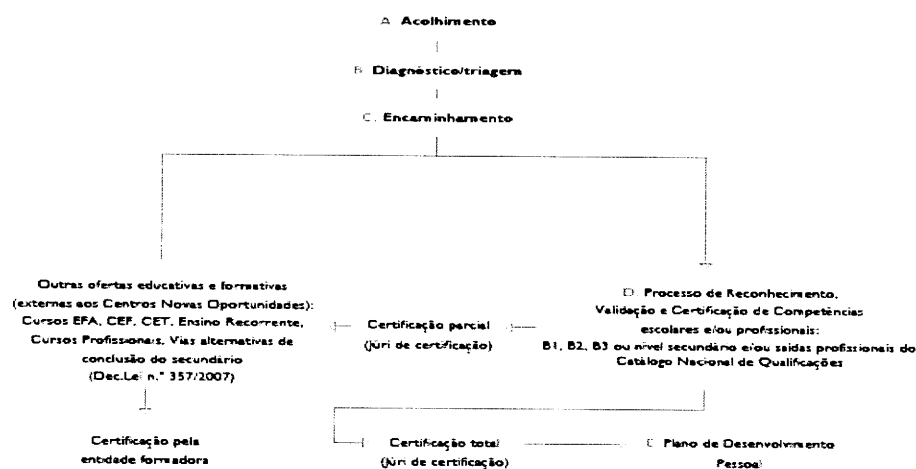 A. Acolhimento
B. Diagnóstico/triagem
C. Encaminhamento
Outras ofertas educativas e formativas
(externas aos Centros Novas Oportunidades):
Cursos EFA, CEF, CET, Ensino Recorrente,
Cursos Profissionais, Vias alternativas de
conclusão do secundário
(Dec.Lei n.º 357/2007)
Certificação parcial
(Júri de certificação)
D. Processo de Reconhecimento,
Validação e Certificação de Competências
escolares e/ou profissionais:
B1, B2, B3 ou nível secundário e/ou saídas profissionais do
Catálogo Nacional de Qualificações
Certificação pela
entidade formadora
Certificação total
(Júri de certificação)
E. Plano de Desenvolvimento
Pessoal